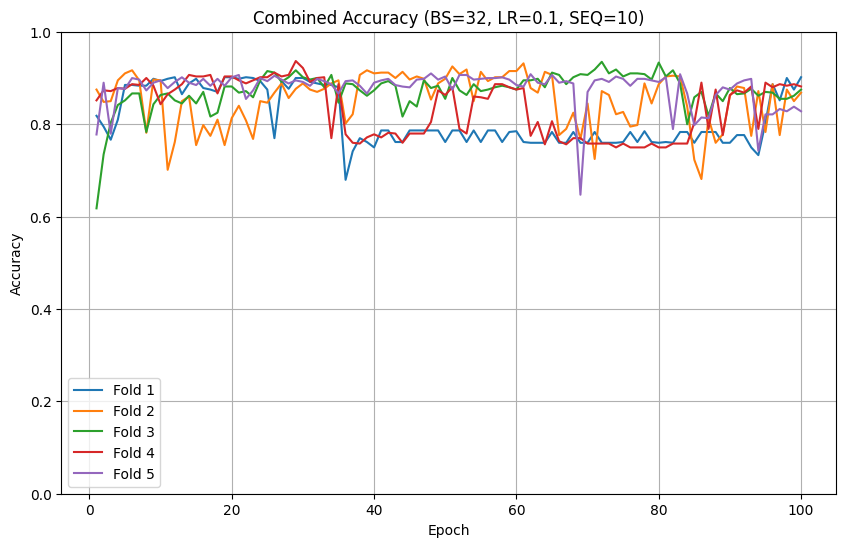 Combined Accuracy (BS=32, LR=0.1, SEQ=10)
1.0
0.8
0.6
0.4
0.2
0.0
Accuracy
Fold 1
Fold 2
Fold 3
Fold 4
Fold 5
0 20 40 60 80 100
Epoch